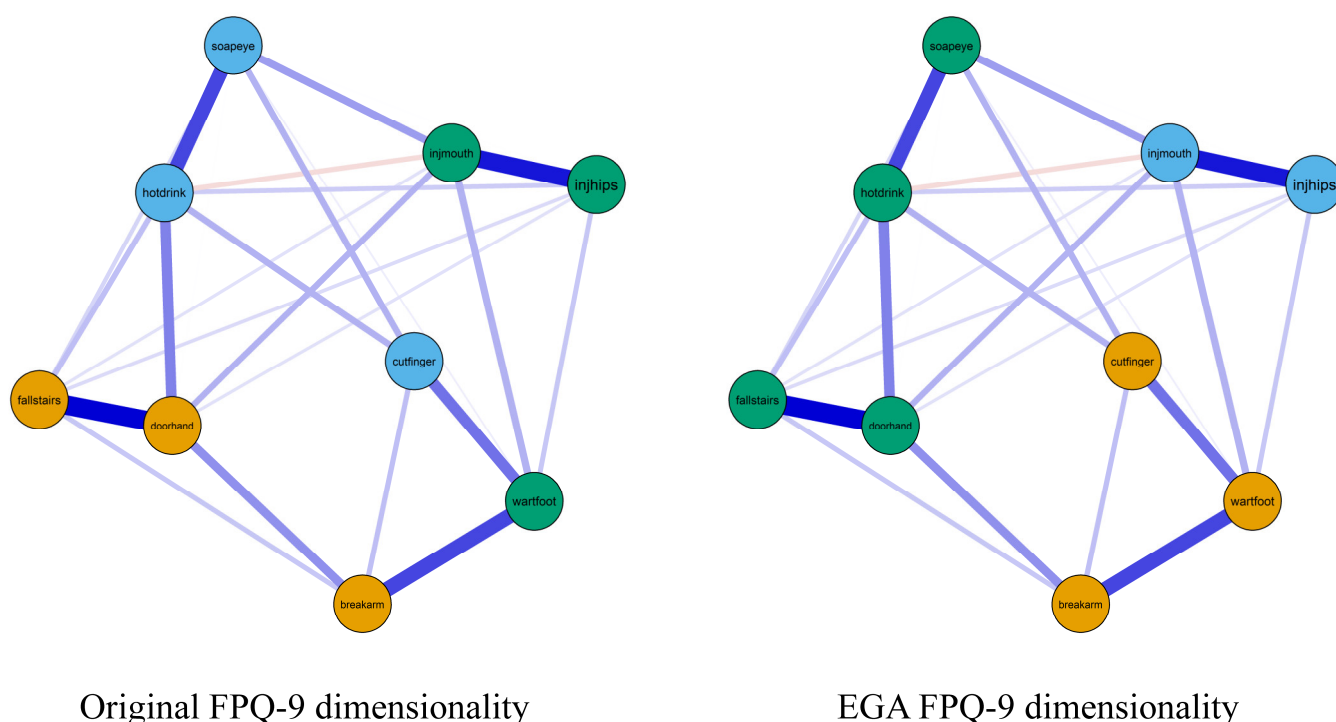 soapeye
injmouth
injhips
hotdrink
cutfinger
fallstairs
doorhand
wartfoot
breakarm
Original FPQ-9 dimensionality
soapeye
injmouth
injhips
hotdrink
cutfinger
fallstairs
doorhand
wartfoot
breakarm
EGA FPQ-9 dimensionality